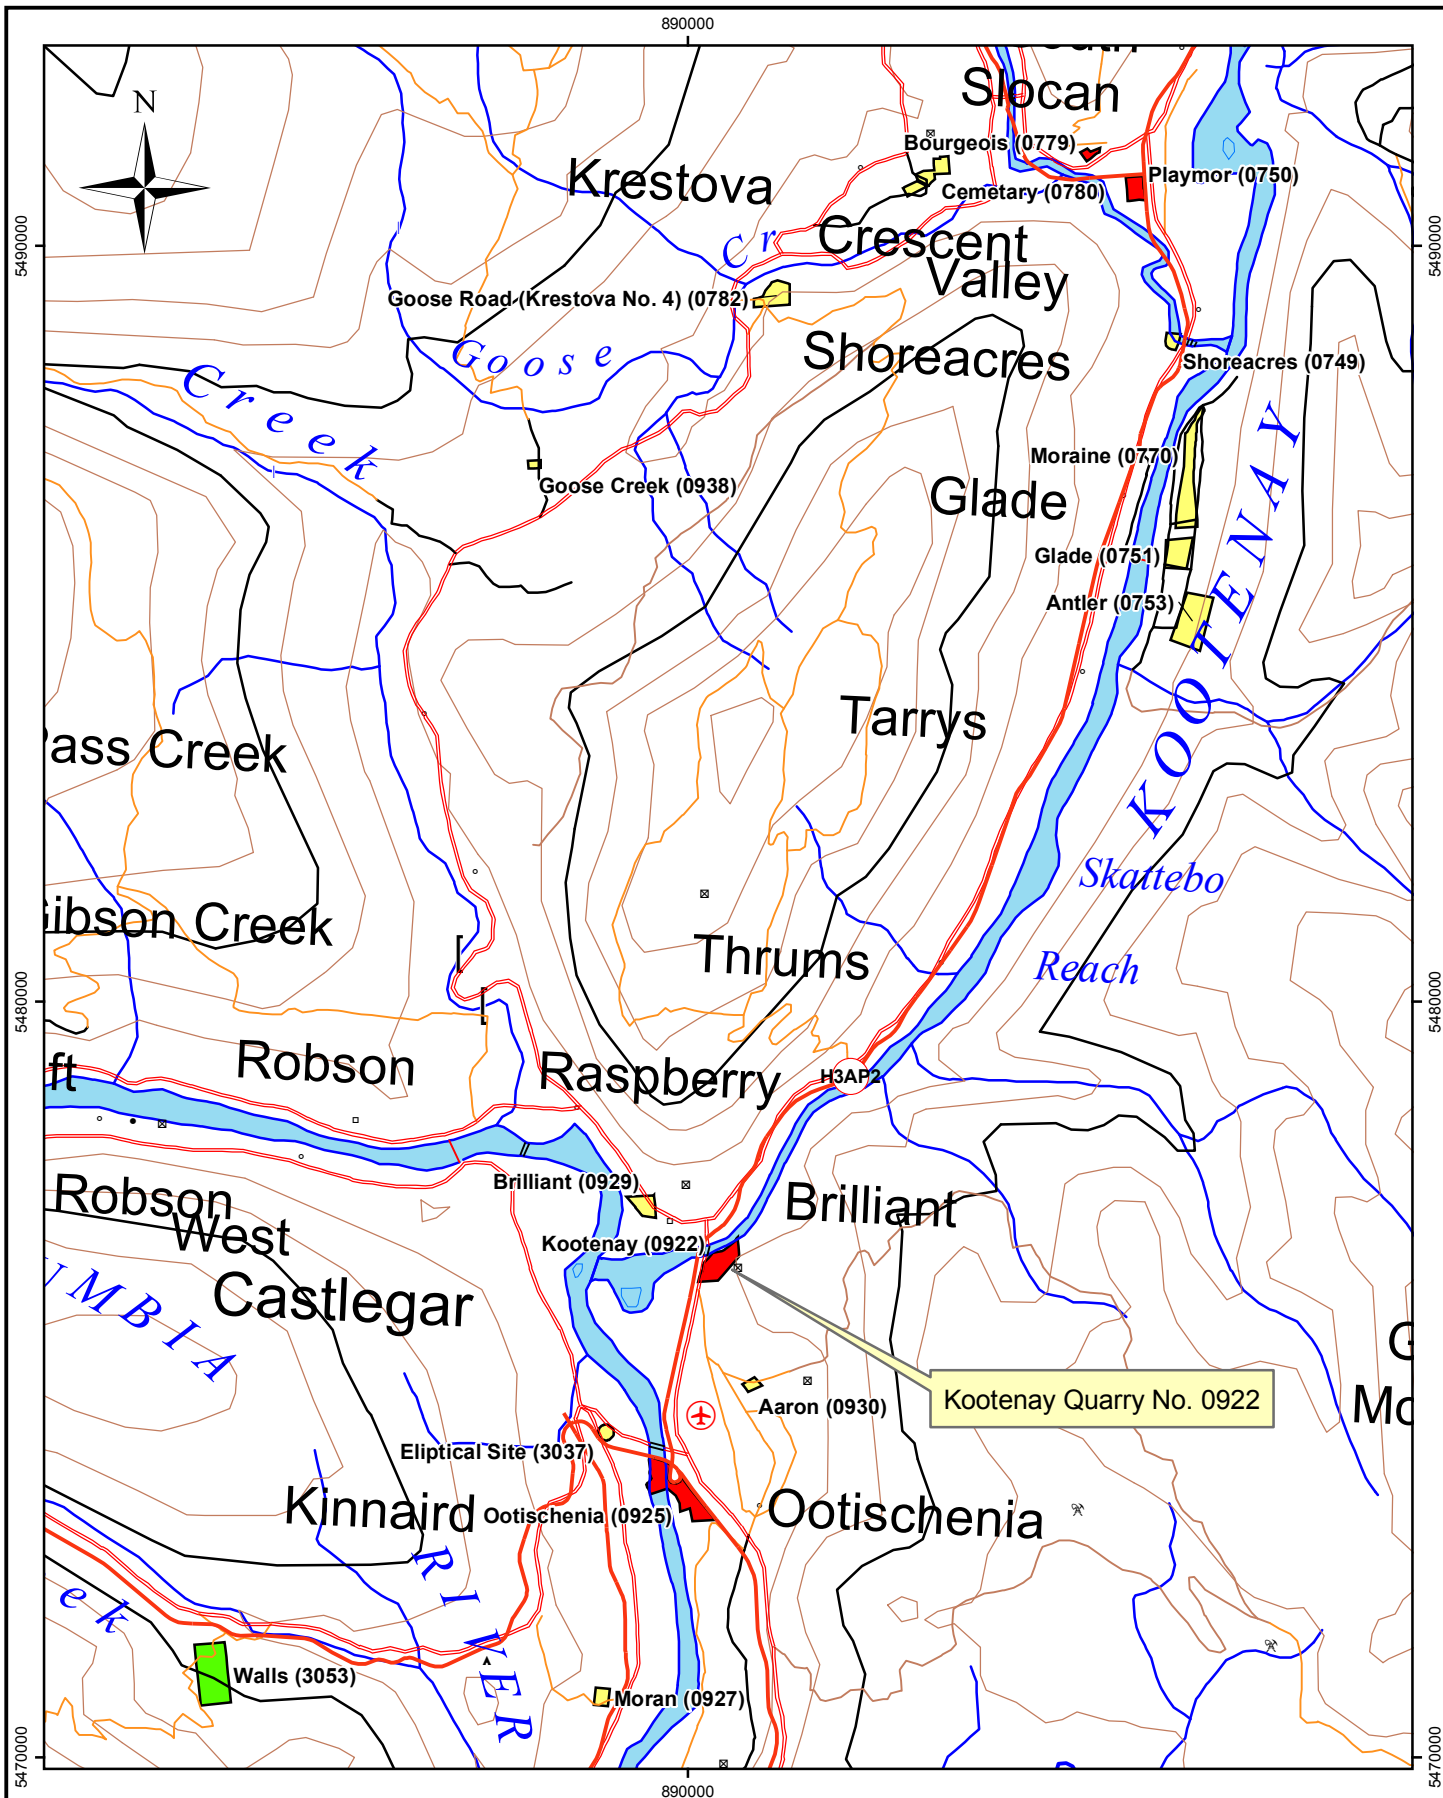 890000
N
Slocan
Bourgeois (0779)
Krestova
Playmor (0750)
Cemetary (0780)
Cr
Crescent
Valley
5490000
5490000
Goose Road (Krestova No. 4) (0782)
Goose
Shoreacres
Shoreacres (0749)
Creek
Moraine (0770)
Goose Creek (0938)
Glade
Glade (0751)
Antler (0753)
KOOTENAY
Tarrys
ass Creek
Skattebo
ibson Creek
Thrums
Reach
5480000
5480000
Robson
Raspberry
H3AP2
ft
Brilliant (0929)
Robson
West
Brilliant
Kootenay (0922)
Castlegar
UMBIA
Kootenay Quarry No. 0922
G
Mc
Aaron (0930)
Eliptical Site (3037)
Kinnaird
Ootischenia (0925)
Ootischenia
RIVER
ek
Walls (3053)
Moran (0927)
5470000
5470000
890000